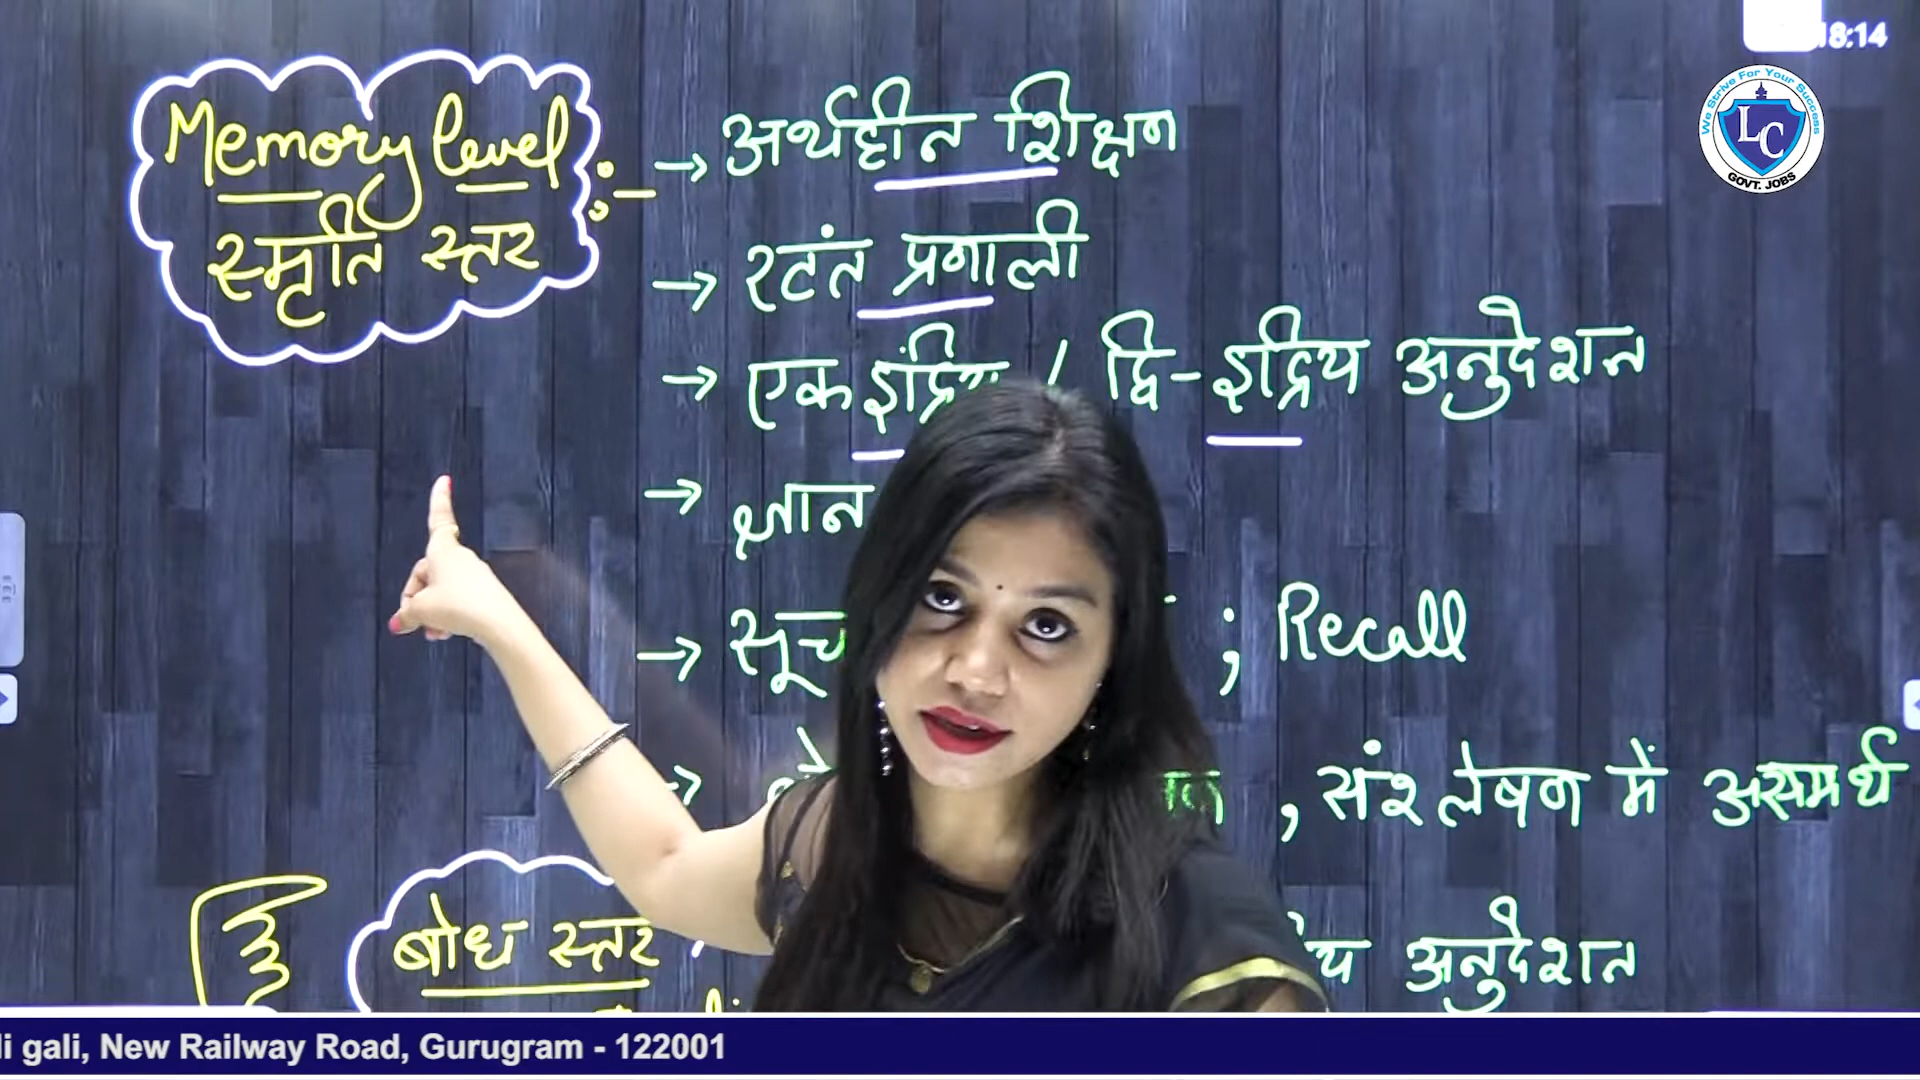 18:14
We Strive For Your Success
LC
GOVT. JOBS
Memory level :-
स्मृति स्तर
→ अर्थहीन शिक्षण
→ रटंत प्रणाली
→ एक इंद्रिय / द्वि-इंद्रिय अनुदेशन
→ ज्ञान
→ ; Recall
→ , संश्लेषण में असमर्थ
बोध स्तर अनुदेशन
gali, New Railway Road, Gurugram - 122001